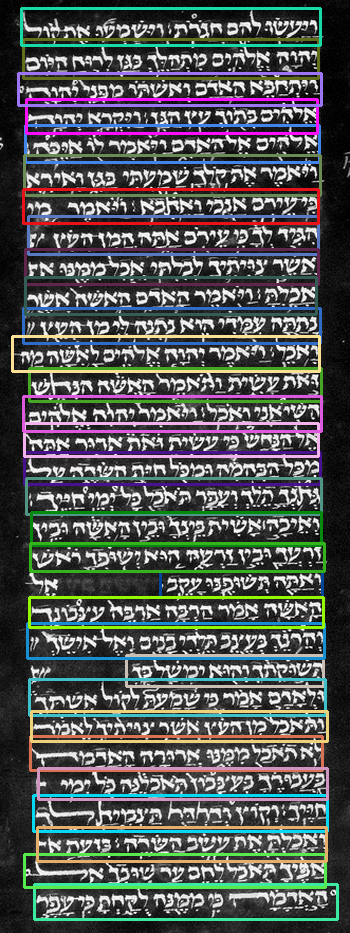 ויעשו להם חגרת וישמעו את קול
יהוה אלהים מתהלך בגן לרוח היום
ויתחבא האדם ואשתו מפני יהוה
אלהים בתוך עץ הגן ויקרא יהוה
אלהים אל האדם ויאמר לו איכה
ויאמר את קלך שמעתי בגן ואירא
כי עירם אנכי ואחבא ויאמר מי
הגיד לך כי עירם אתה המן העץ
אשר צויתיך לבלתי אכל ממנו
אכלת ויאמר האדם האשה אשר
נתתה עמדי הוא נתנה לי מן העץ
ואכל ויאמר יהוה אלהים לאשה מה
זאת עשית ותאמר האשה הנחש
השיאני ואכל ויאמר יהוה אלהים
אל הנחש כי עשית זאת ארור אתה
מכל הבהמה ומכל חית השדה על
גחנך תלך ועפר תאכל כל ימי חייך
ואיבה אשית בינך ובין האשה ובין
זרעך ובין זרעה הוא ישופך ראש
ואתה תשופנו עקב אל
האשה אמר הרבה ארבה עצבונך
והרנך בעצב תלדי בנים ואל אישך
תשוקתך והוא ימשל בך
ולאדם אמר כי שמעת לקול אשתך
ותאכל מן העץ אשר צויתיך לאמר
לא תאכל ממנו ארורה האדמה
בעבורך בעצבון תאכלנה כל ימי
חייך וקוץ ודרדר תצמיח לך
ואכלת את עשב השדה בזעת
אפיך תאכל לחם עד שובך אל
האדמה כי ממנה לקחת כי עפר